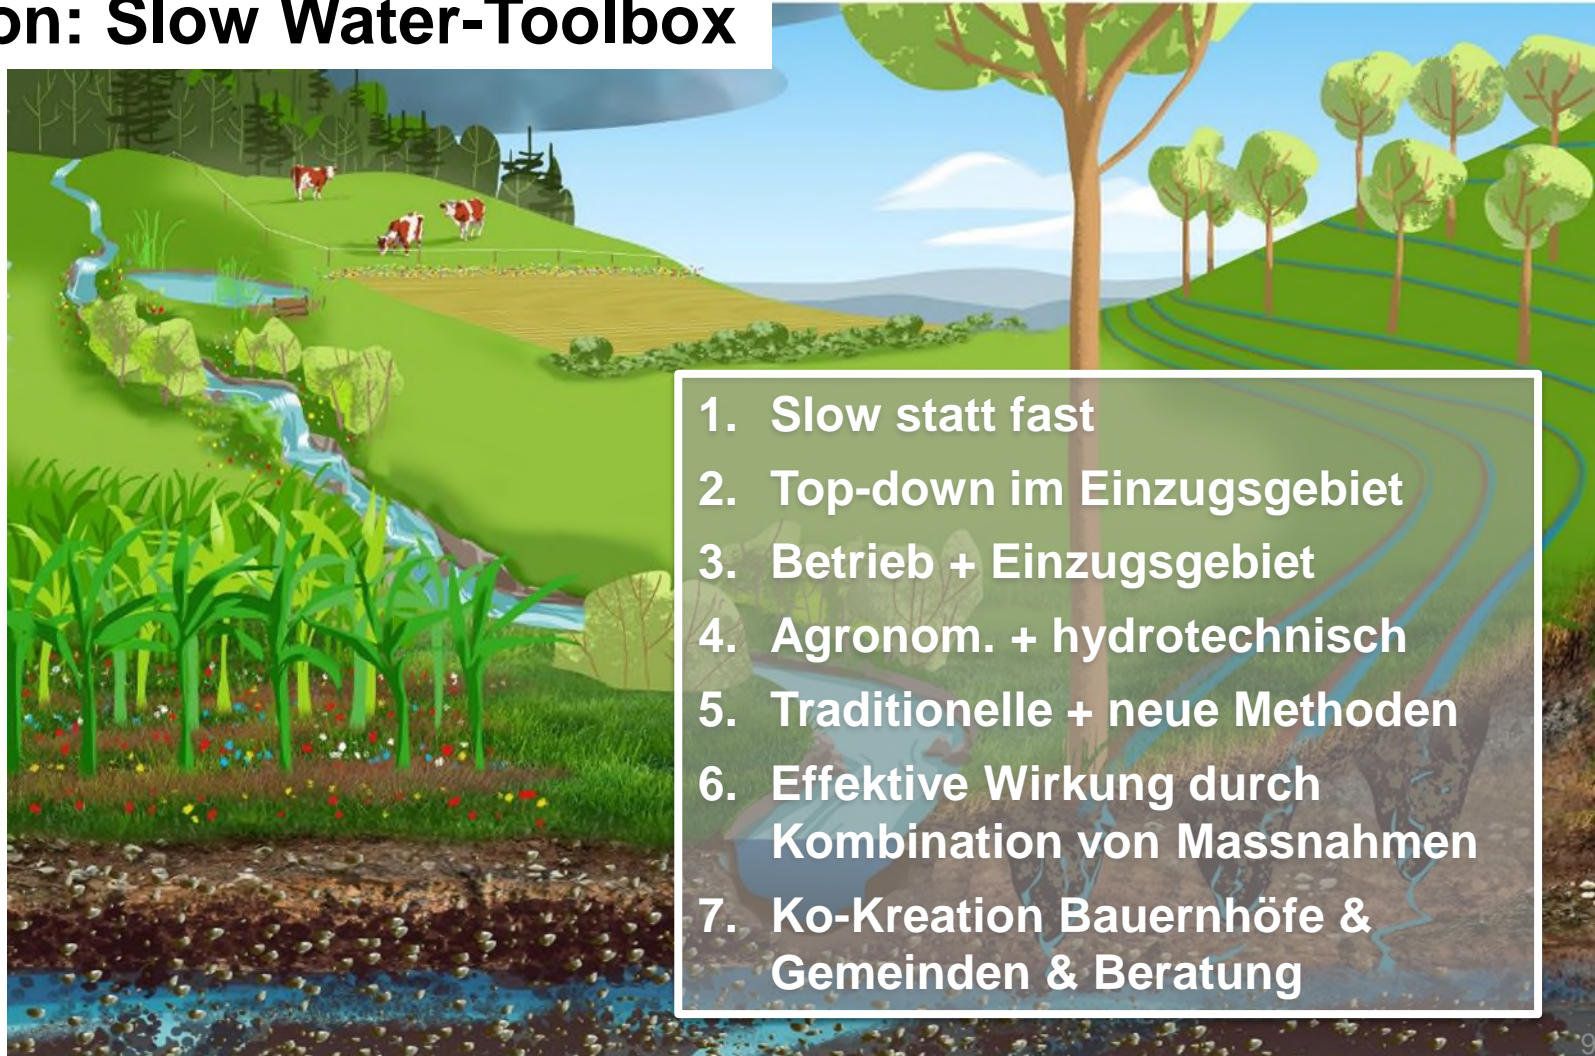 on: Slow Water-Toolbox
1. Slow statt fast
2. Top-down im Einzugsgebiet
3. Betrieb + Einzugsgebiet
4. Agronom. + hydrotechnisch
5. Traditionelle + neue Methoden
6. Effektive Wirkung durch
Kombination von Massnahmen
7. Ko-Kreation Bauernhöfe &
Gemeinden & Beratung